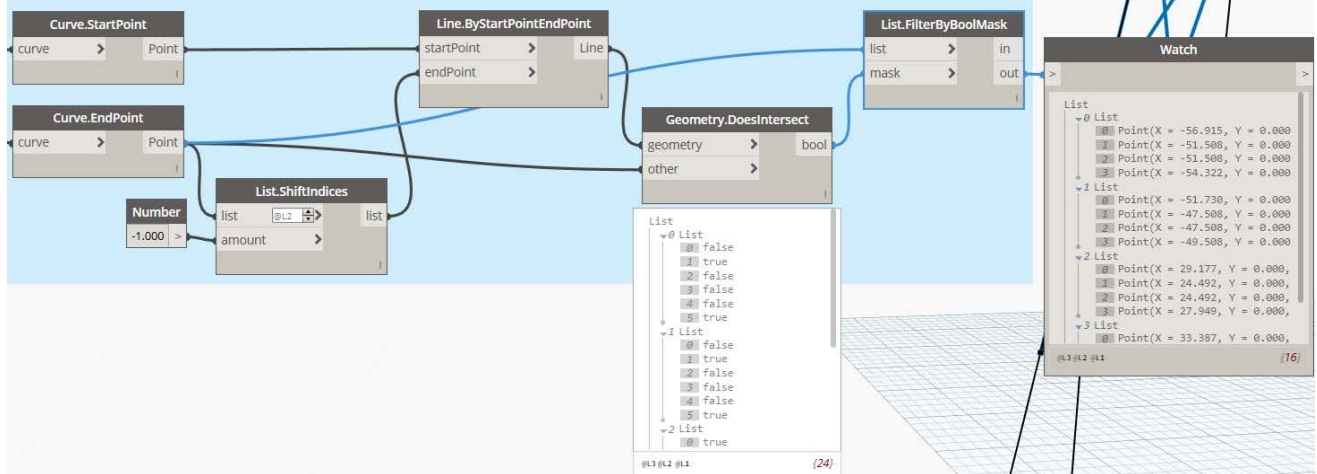 Curve.StartPoint
curve > Point
Curve.EndPoint
curve > Point
Number
-1.000 >
List.ShiftIndices
list @L2 > list
amount >
Line.ByStartPointEndPoint
startPoint > Line
endPoint >
Geometry.DoesIntersect
geometry > bool
other >
List
0 List
0 false
1 true
2 false
3 false
4 false
5 true
1 List
0 false
1 true
2 false
3 false
4 false
5 true
2 List
0 true
@L3 @L2 @L1 {24}
List.FilterByBoolMask
list > in
mask > out
Watch
> >
List
0 List
0 Point(X = -56.915, Y = 0.000
1 Point(X = -51.508, Y = 0.000
2 Point(X = -51.508, Y = 0.000
3 Point(X = -54.322, Y = 0.000
1 List
0 Point(X = -51.730, Y = 0.000
1 Point(X = -47.508, Y = 0.000
2 Point(X = -47.508, Y = 0.000
3 Point(X = -49.508, Y = 0.000
2 List
0 Point(X = 29.177, Y = 0.000,
1 Point(X = 24.492, Y = 0.000,
2 Point(X = 24.492, Y = 0.000,
3 Point(X = 27.949, Y = 0.000,
3 List
0 Point(X = 33.387, Y = 0.000,
@L3 @L2 @L1 {16}